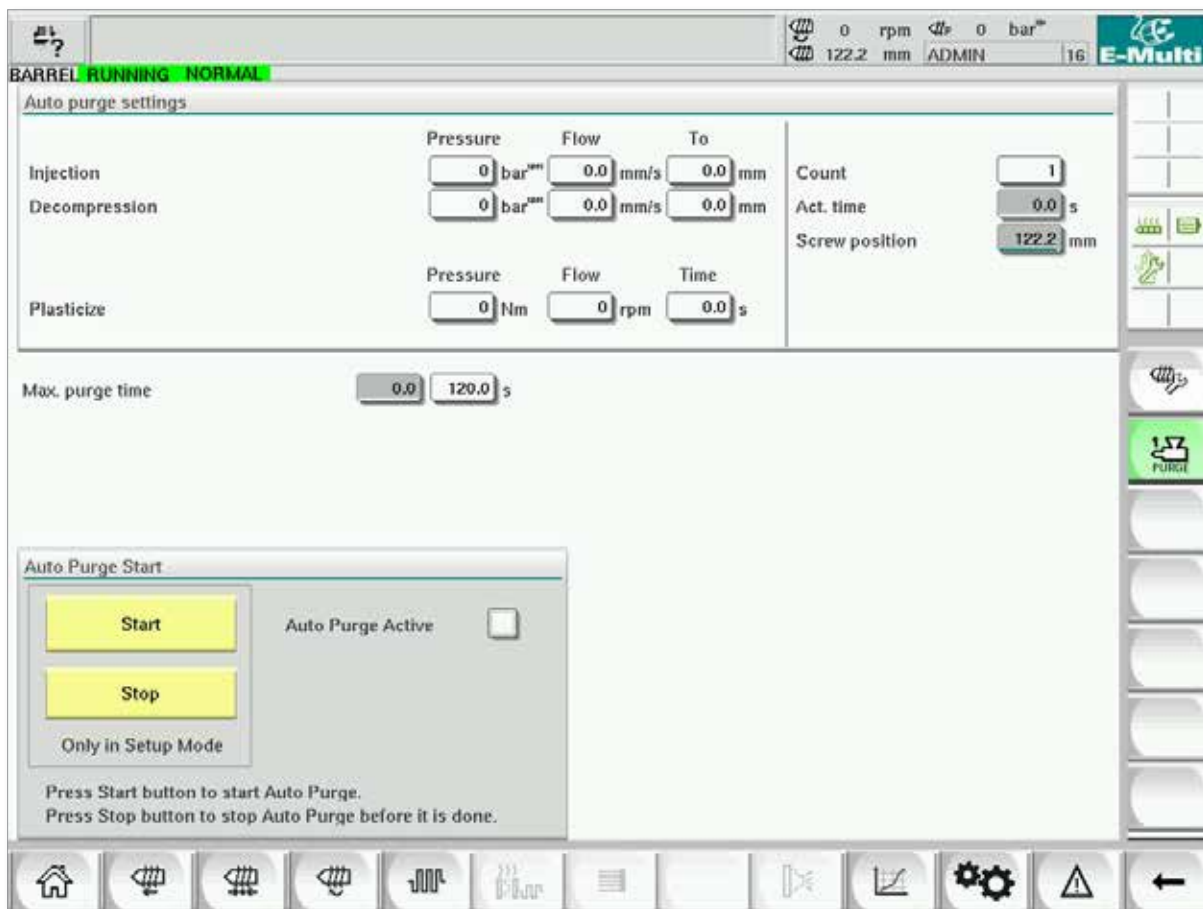 0 rpm 0 bar
E-Multi
122.2 mm ADMIN 16
BARREL RUNNING NORMAL
Auto purge settings
Pressure Flow To
Injection 0 bar 0.0 mm/s 0.0 mm Count 1
Decompression 0 bar 0.0 mm/s 0.0 mm Act. time 0.0 s
Screw position 122.2 mm
Pressure Flow Time
Plasticize 0 Nm 0 rpm 0.0 s
Max. purge time 0.0 120.0 s
PURGE
Auto Purge Start
Start Auto Purge Active
Stop
Only in Setup Mode
Press Start button to start Auto Purge.
Press Stop button to stop Auto Purge before it is done.